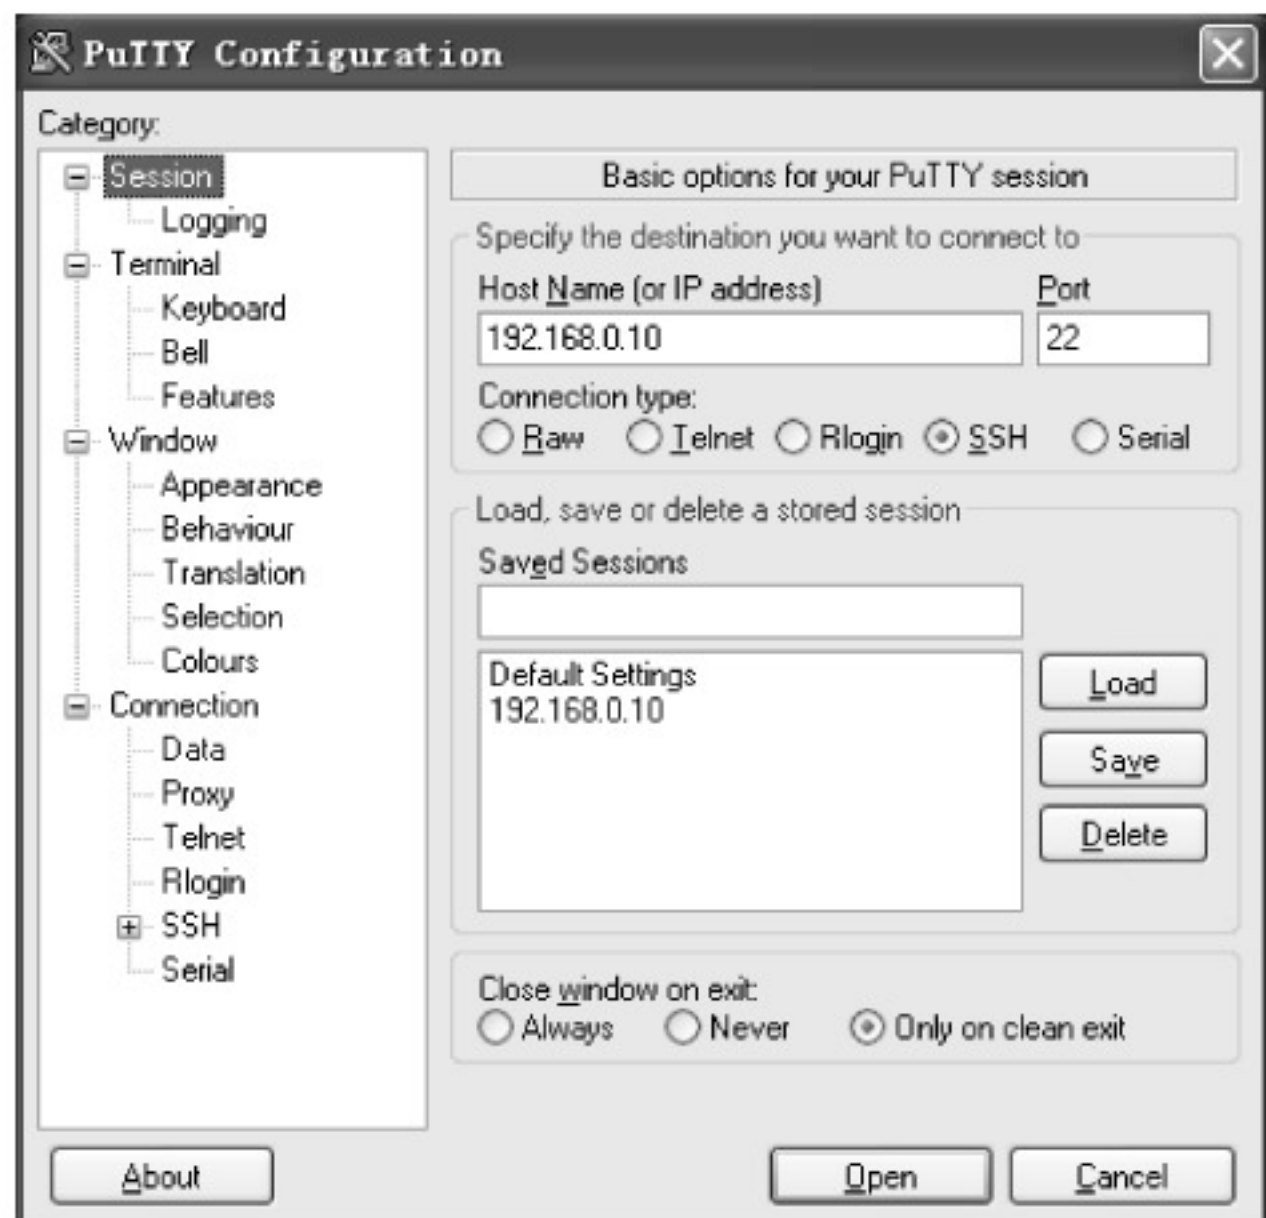 PuTTY Configuration
Category:
Session
Logging
Terminal
Keyboard
Bell
Features
Window
Appearance
Behaviour
Translation
Selection
Colours
Connection
Data
Proxy
Telnet
Rlogin
SSH
Serial
Basic options for your PuTTY session
Specify the destination you want to connect to
Host Name (or IP address) Port
192.168.0.10 22
Connection type:
Raw Telnet Rlogin SSH Serial
Load, save or delete a stored session
Saved Sessions
Default Settings
192.168.0.10
Load
Save
Delete
Close window on exit:
Always Never Only on clean exit
About Open Cancel